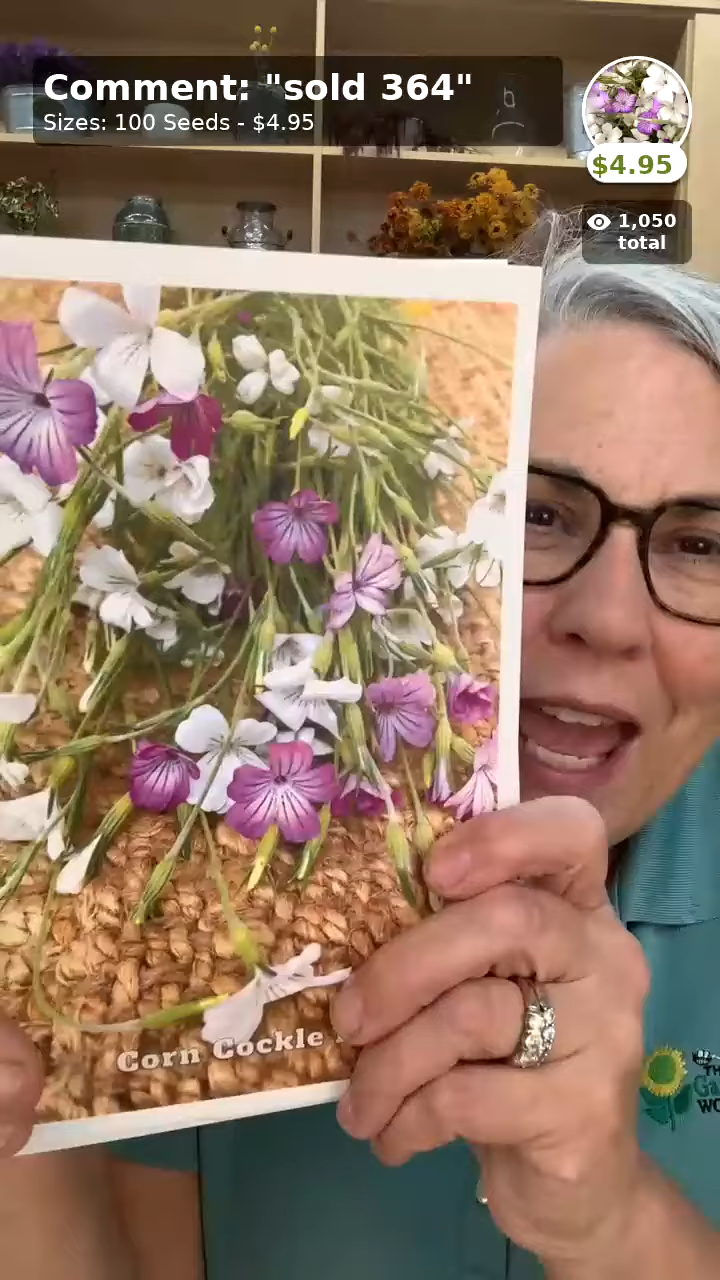 Comment: "sold 364"
Sizes: 100 Seeds - $4.95
$4.95
1,050
total
Corn Cockle